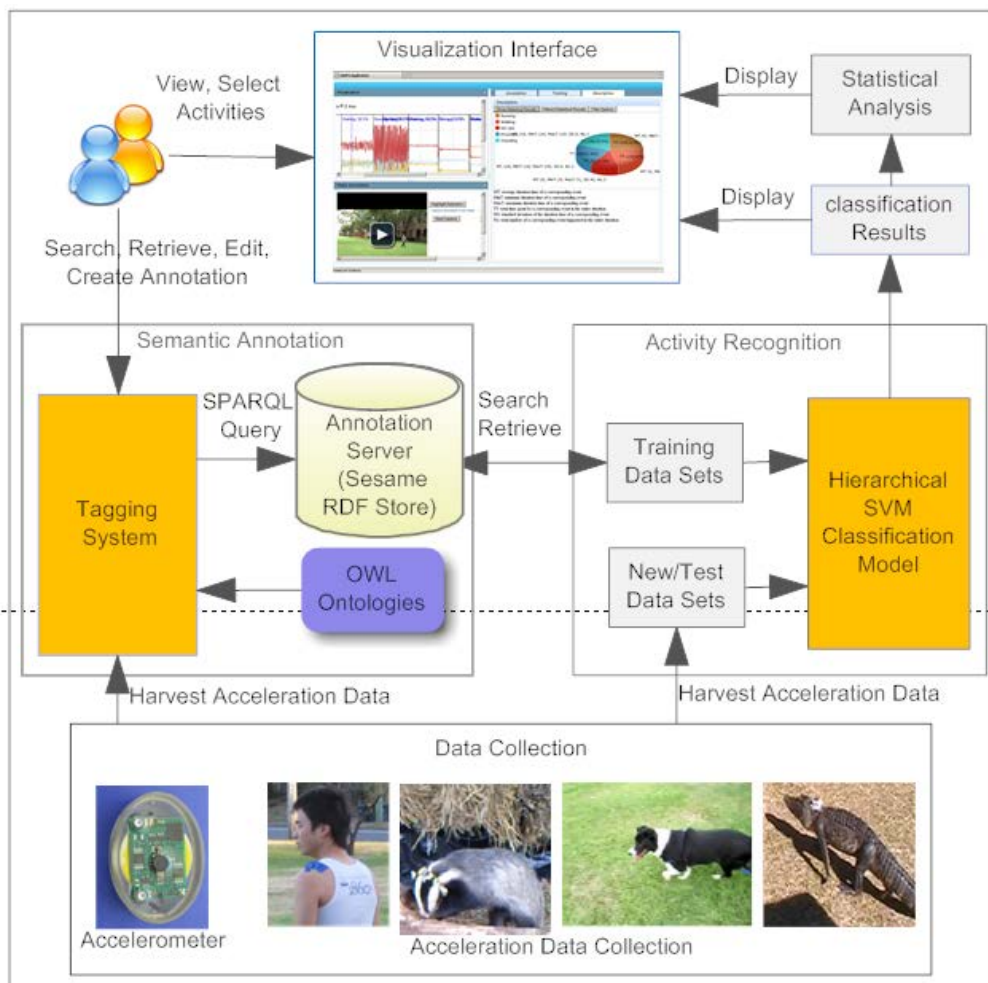 Visualization Interface
View, Select
Activities
Display
Statistical
Analysis
Display
classification
Results
Search, Retrieve, Edit,
Create Annotation
Semantic Annotation
Activity Recognition
SPARQL
Query
Annotation
Server
(Sesame
RDF Store)
Search
Retrieve
Training
Data Sets
Hierarchical
SVM
Classification
Model
Tagging
System
OWL
Ontologies
New/Test
Data Sets
Harvest Acceleration Data
Harvest Acceleration Data
Data Collection
Accelerometer
Acceleration Data Collection